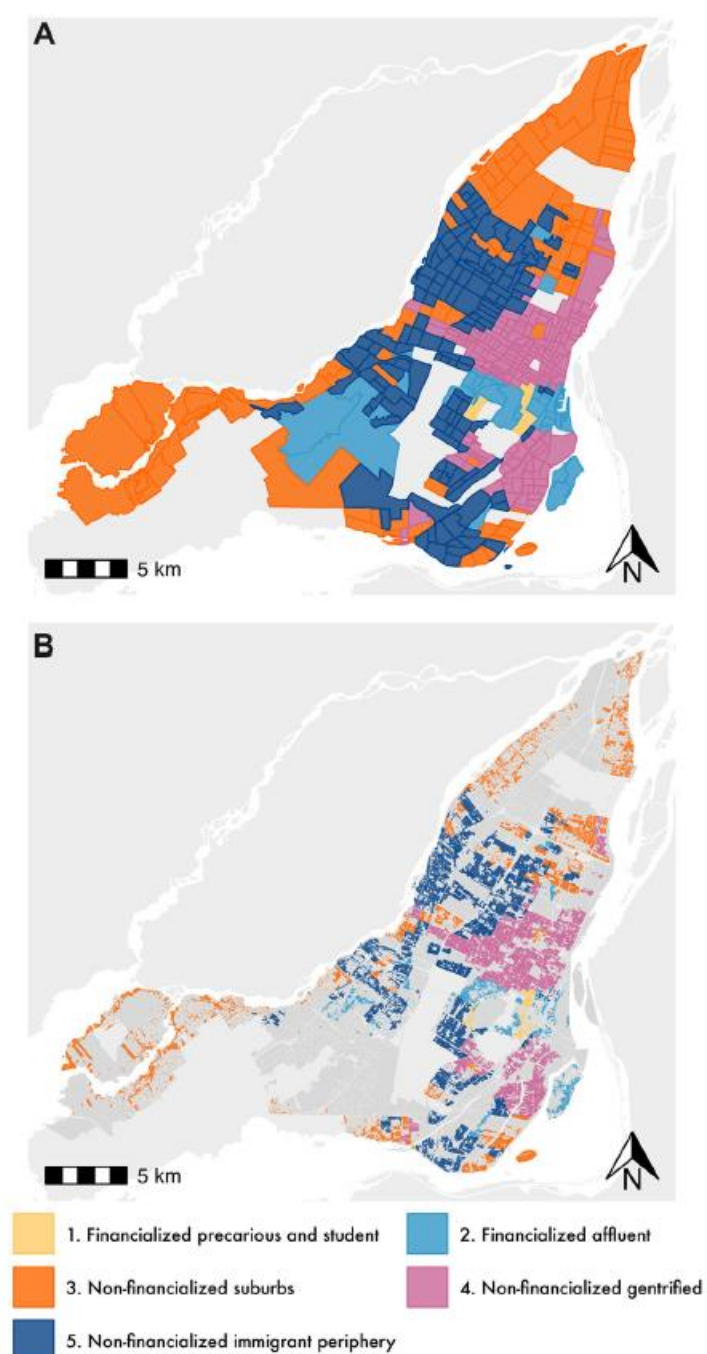 A
5 km
N
B
5 km
N
1. Financialized precarious and student
2. Financialized affluent
3. Non-financialized suburbs
4. Non-financialized gentrified
5. Non-financialized immigrant periphery